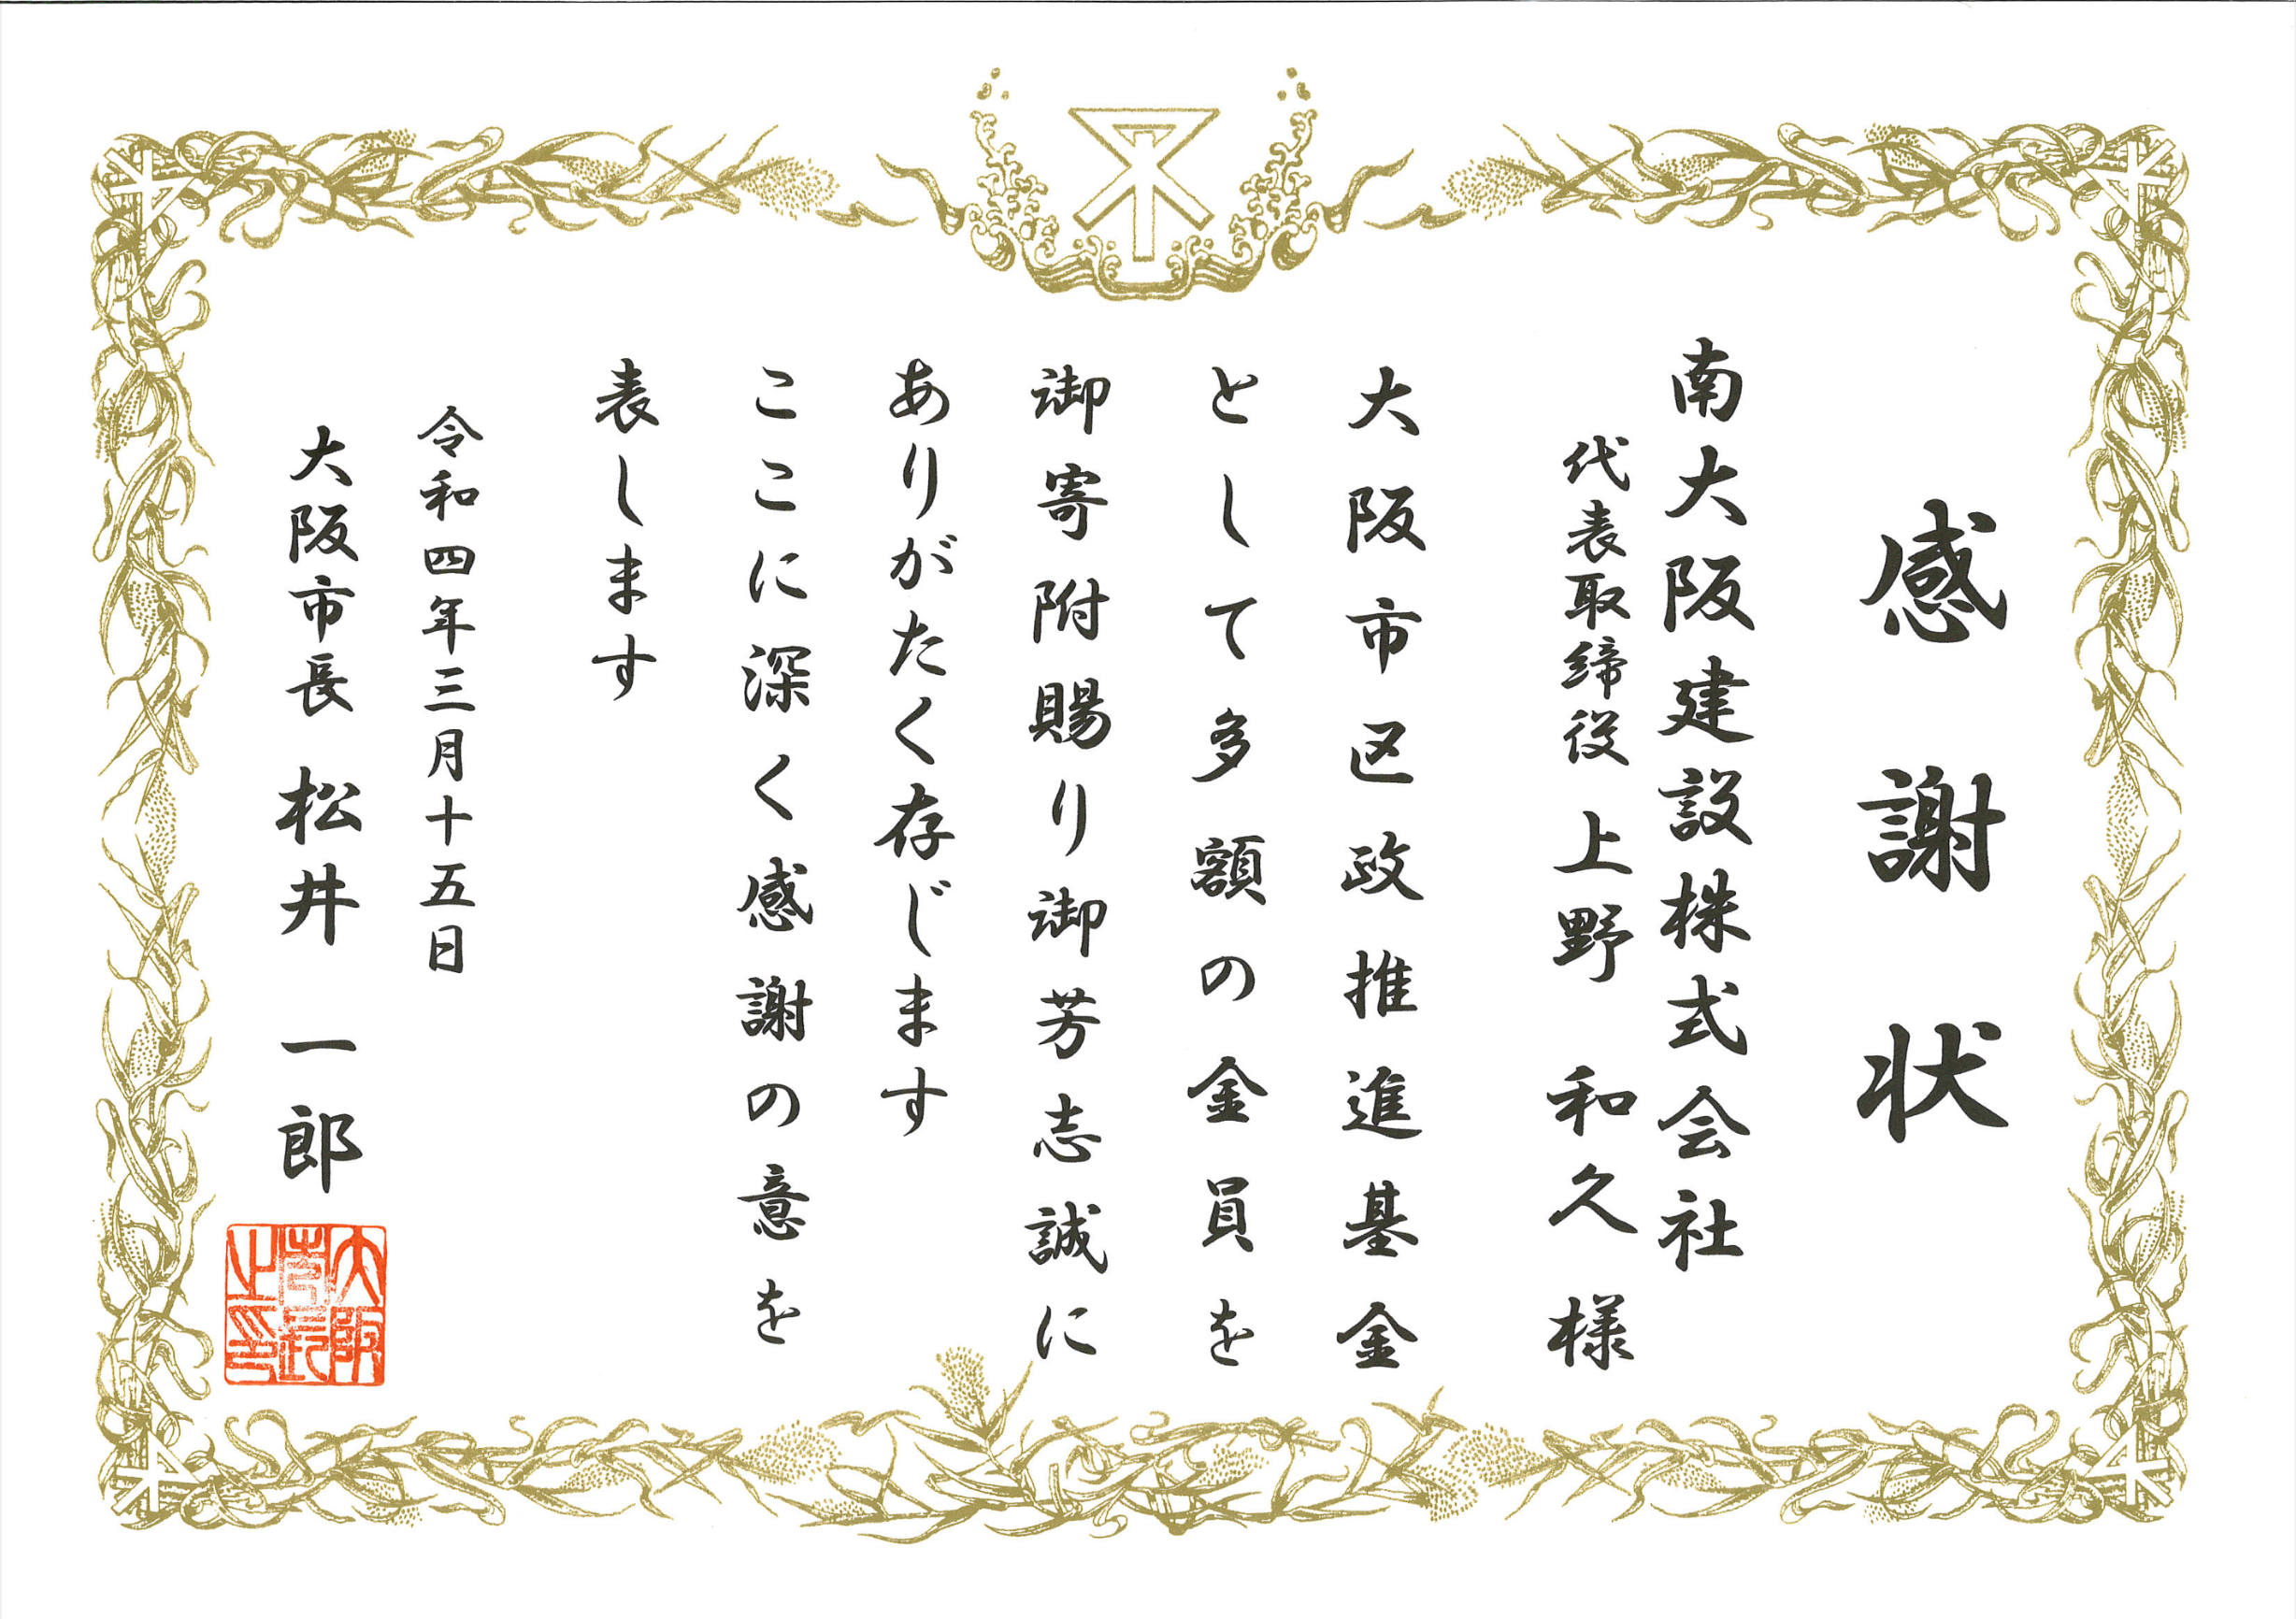 感謝状
南大阪建設株式会社
代表取締役 上野 和久 様
大阪市区政推進基金
として多額の金員を
御寄附賜り御芳志誠に
ありがたく存じます
ここに深く感謝の意を
表します
令和四年三月十五日
大阪市長 松井 一郎
大阪市長之印